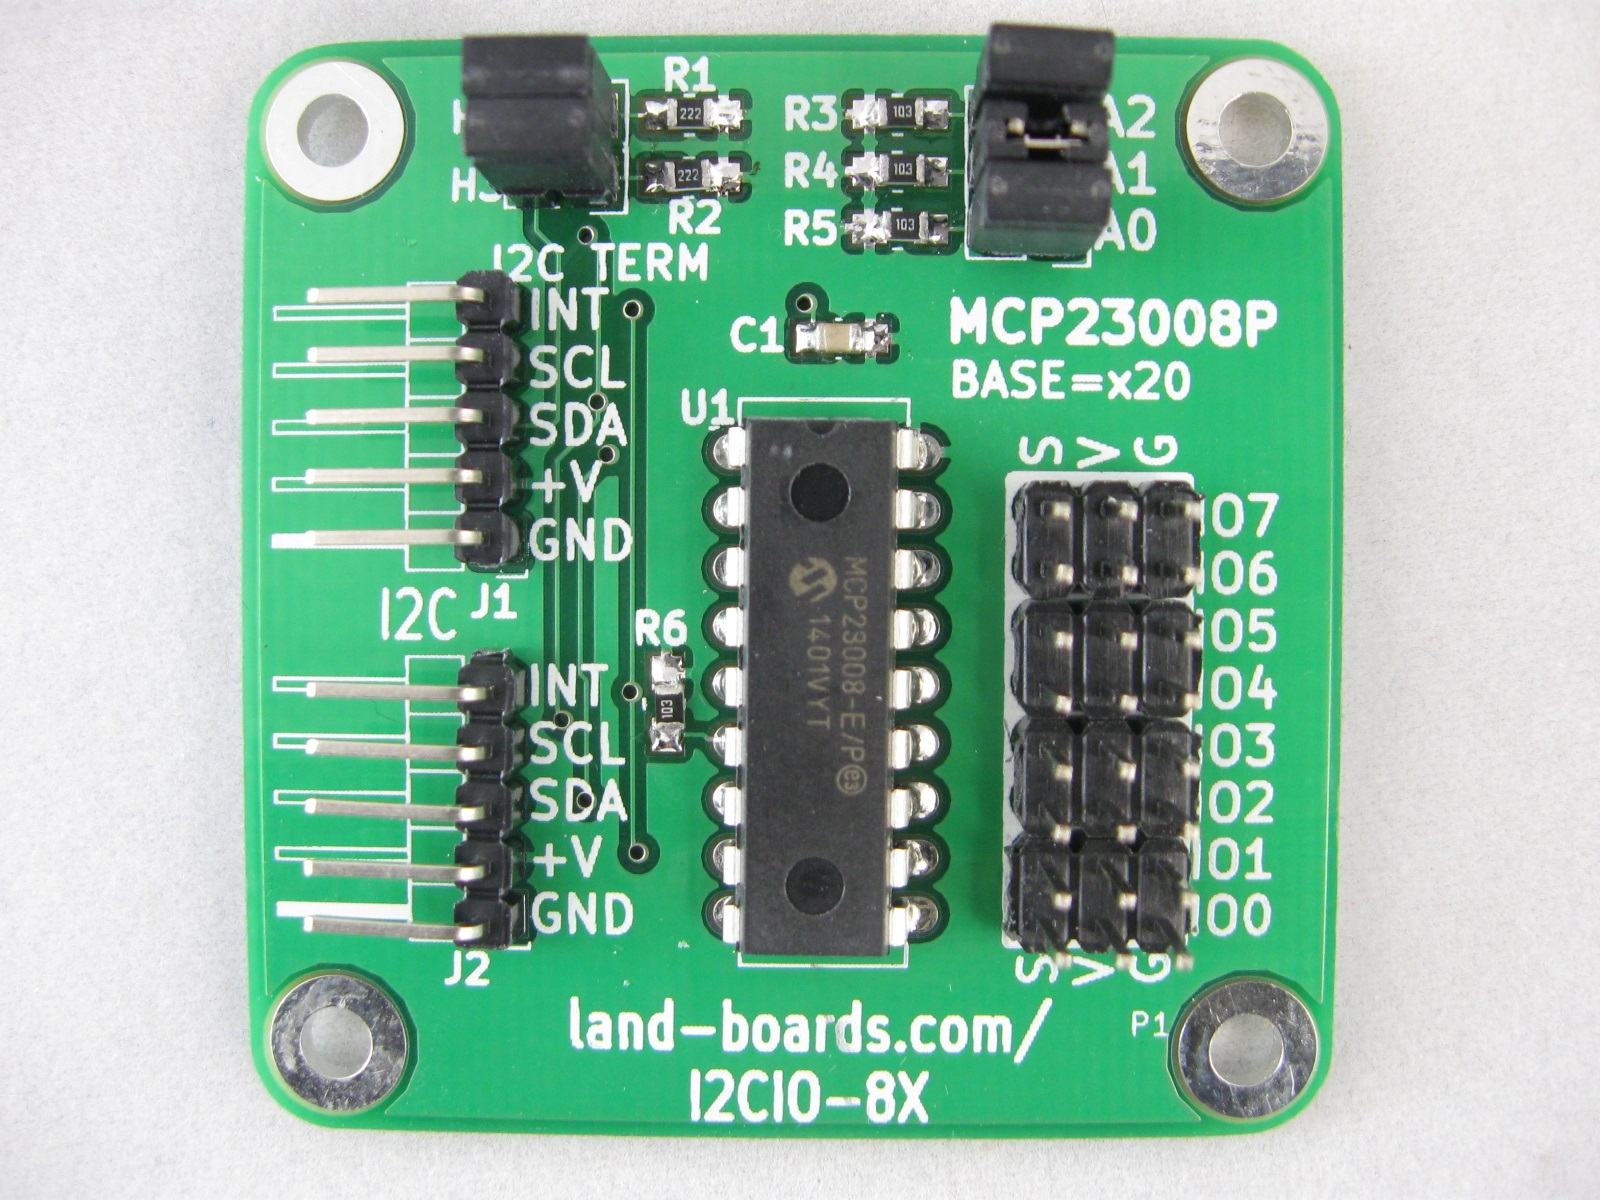 R1
222
R2
222
I2C TERM
R3
103
R4
103
R5
103
A2
A1
A0
C1
MCP23008P
BASE=x20
U1
INT
SCL
SDA
+V
GND
I2C J1
R6
103
INT
SCL
SDA
+V
GND
J2
MCP23008-E/P e3
1401VYT
S V G
IO7
IO6
IO5
IO4
IO3
IO2
IO1
IO0
S V G
P1
land-boards.com/
I2CIO-8X